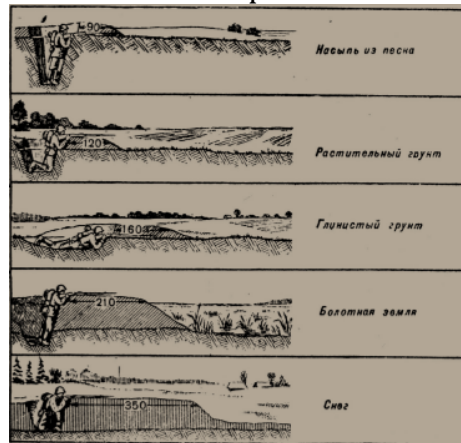 90
Насыпь из песка
120
Растительный грунт
160
Глинистый грунт
210
Болотная земля
350
Снег